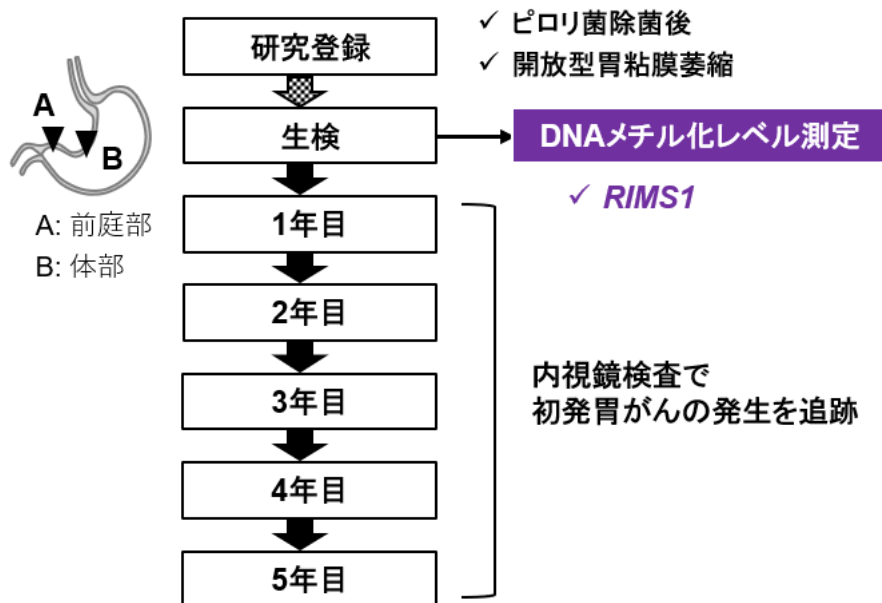 研究登録
✓ ピロリ菌除菌後
✓ 開放型胃粘膜萎縮
A
B
生検
DNAメチル化レベル測定
✓ RIMS1
A: 前庭部
B: 体部
1年目
2年目
3年目
4年目
5年目
内視鏡検査で
初発胃がんの発生を追跡